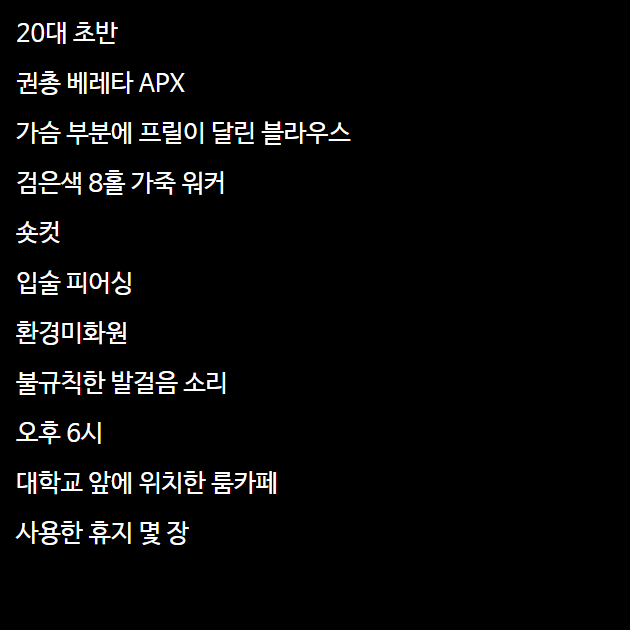 20대 초반
권총 베레타 APX
가슴 부분에 프릴이 달린 블라우스
검은색 8홀 가죽 워커
숏컷
입술 피어싱
환경미화원
불규칙한 발걸음 소리
오후 6시
대학교 앞에 위치한 룸카페
사용한 휴지 몇 장